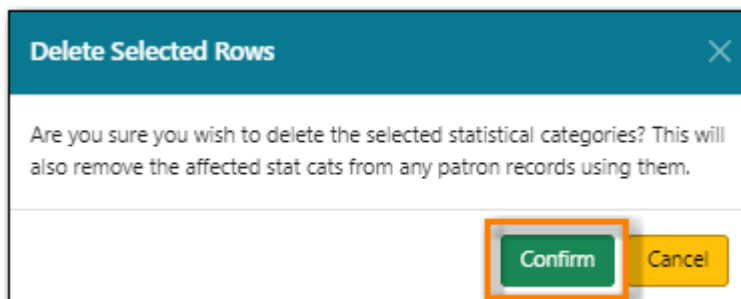 Delete Selected Rows
Are you sure you wish to delete the selected statistical categories? This will
also remove the affected stat cats from any patron records using them.
Confirm Cancel